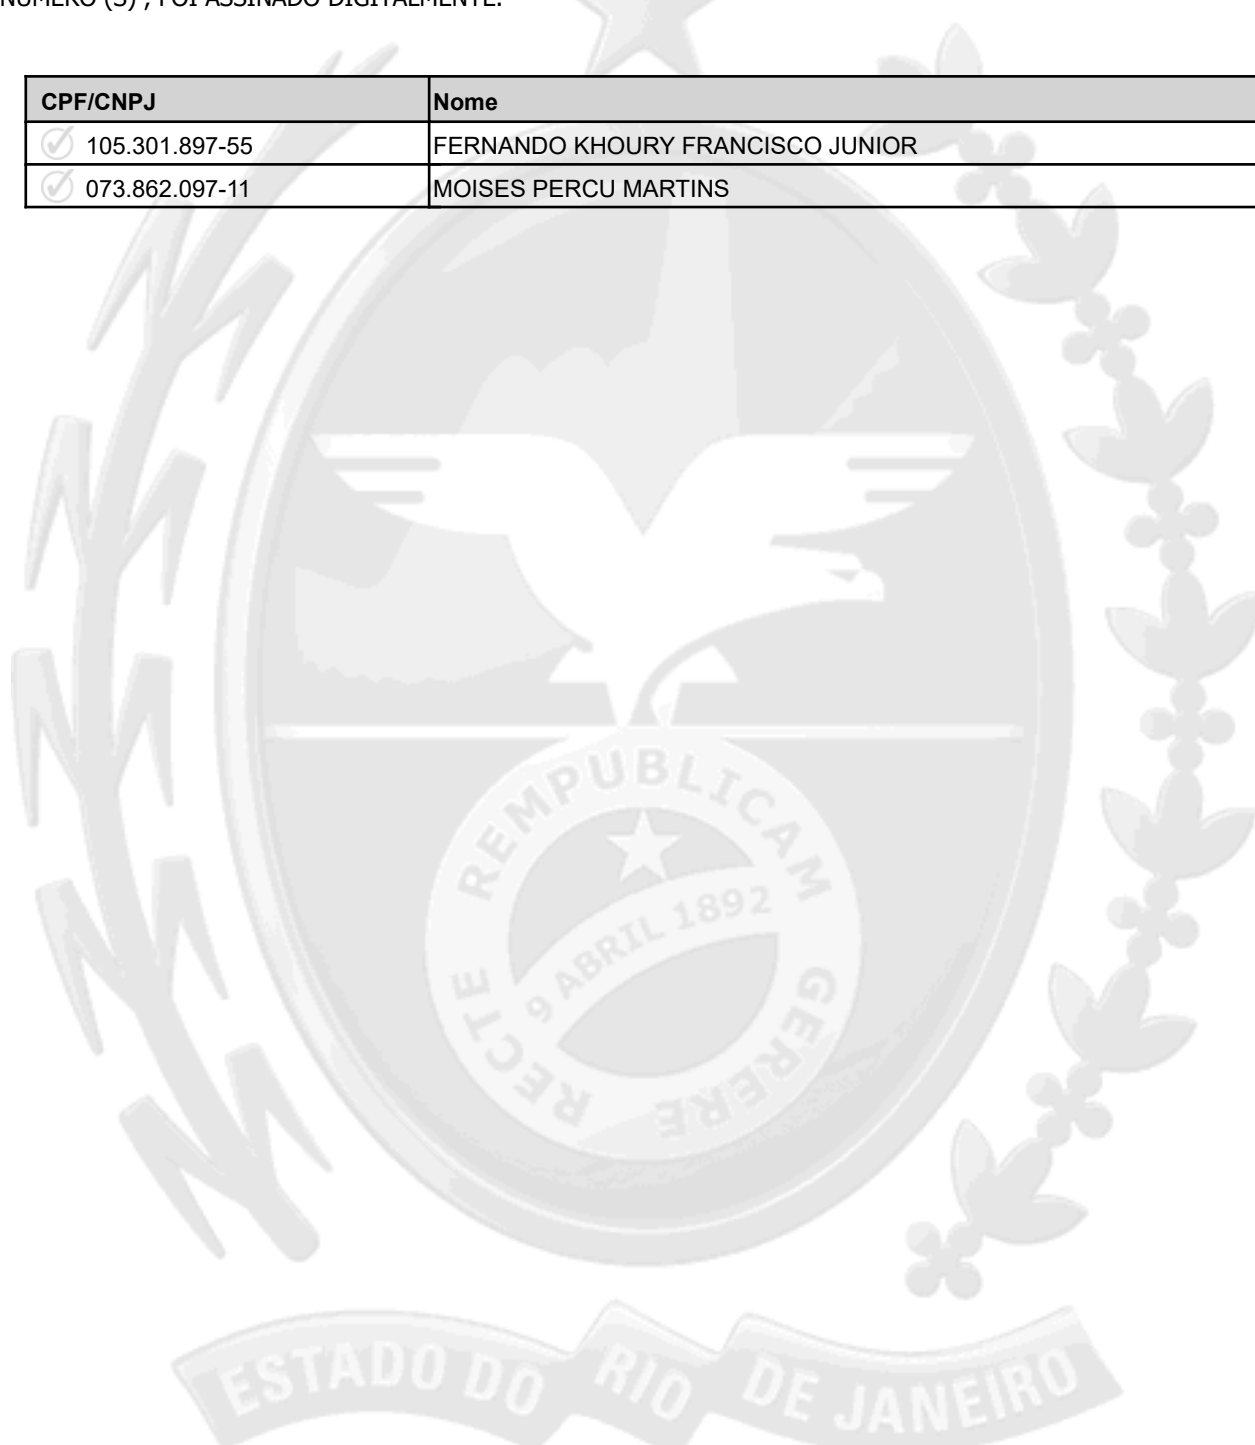 NÚMERO (S) , FOI ASSINADO DIGITALMENTE.
CPF/CNPJ Nome
105.301.897-55 FERNANDO KHOURY FRANCISCO JUNIOR
073.862.097-11 MOISES PERCU MARTINS
RECTE REMPUBLICAM GERERE
9 ABRIL 1892
ESTADO DO RIO DE JANEIRO